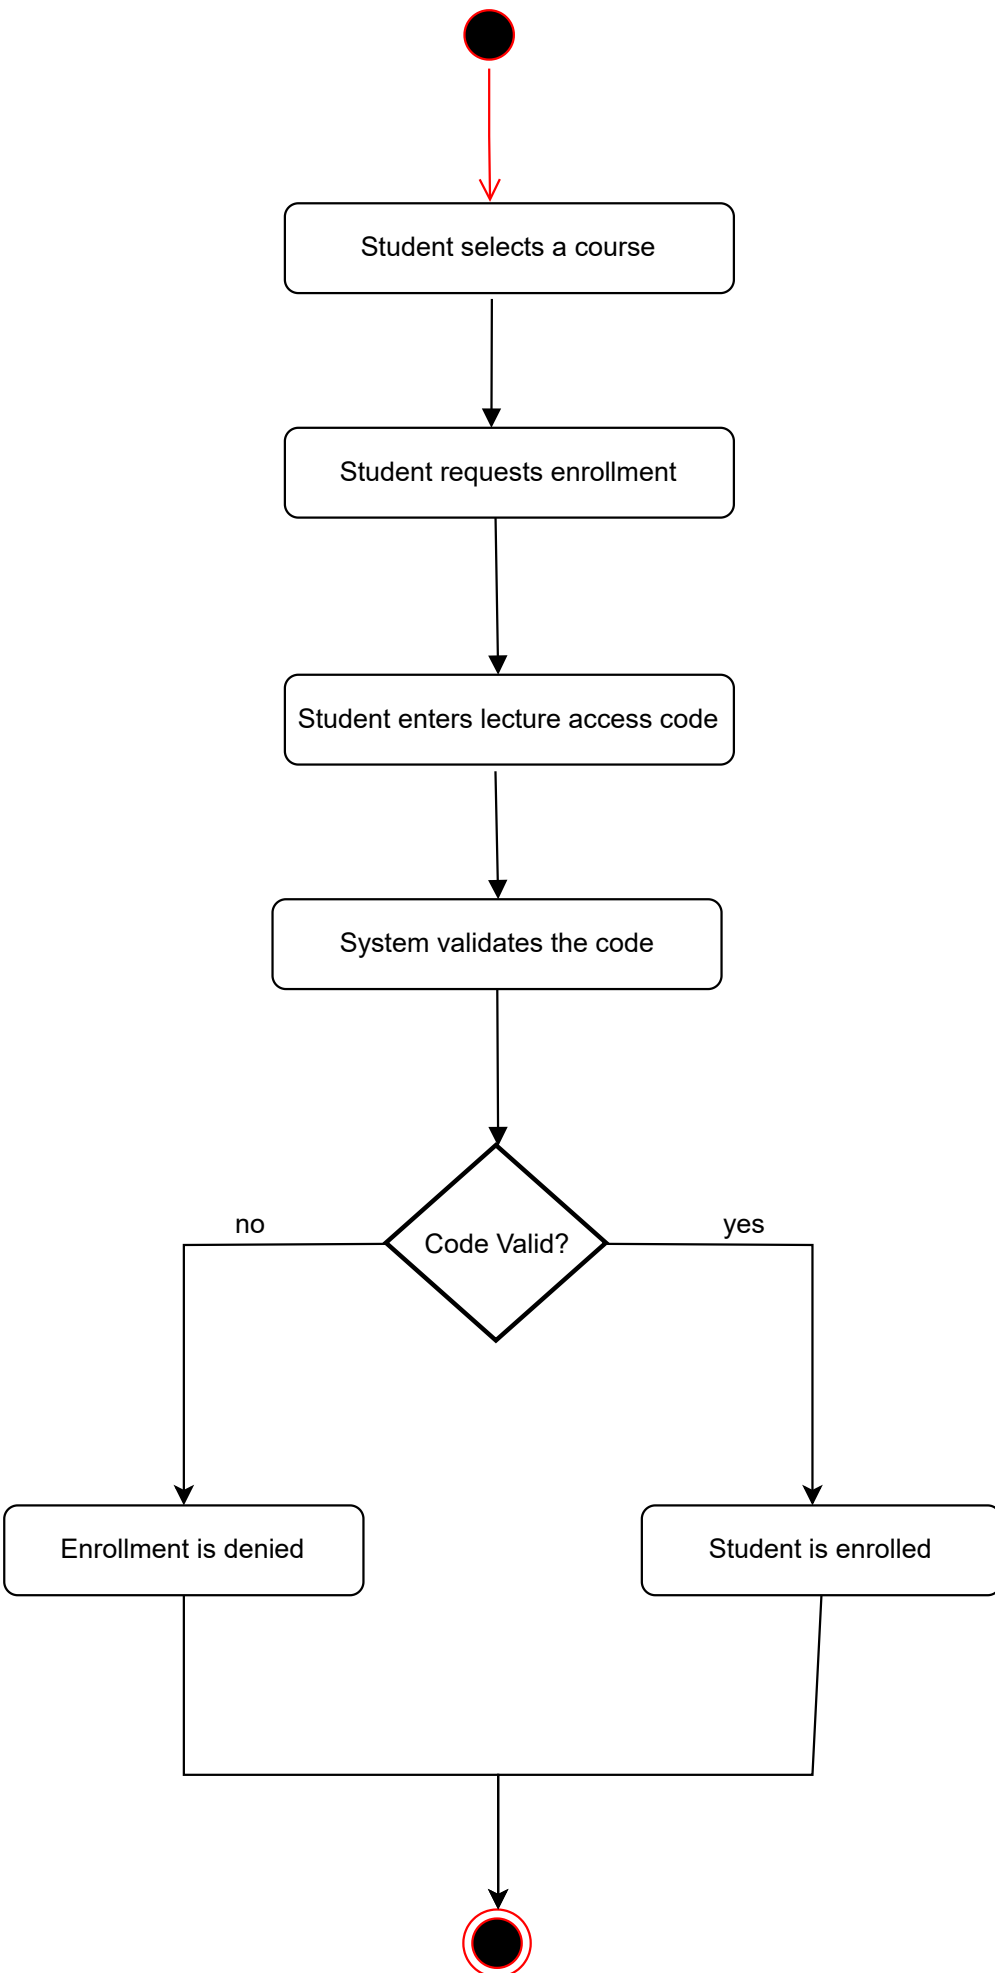 Student selects a course
Student requests enrollment
Student enters lecture access code
System validates the code
Code Valid?
no
yes
Enrollment is denied
Student is enrolled